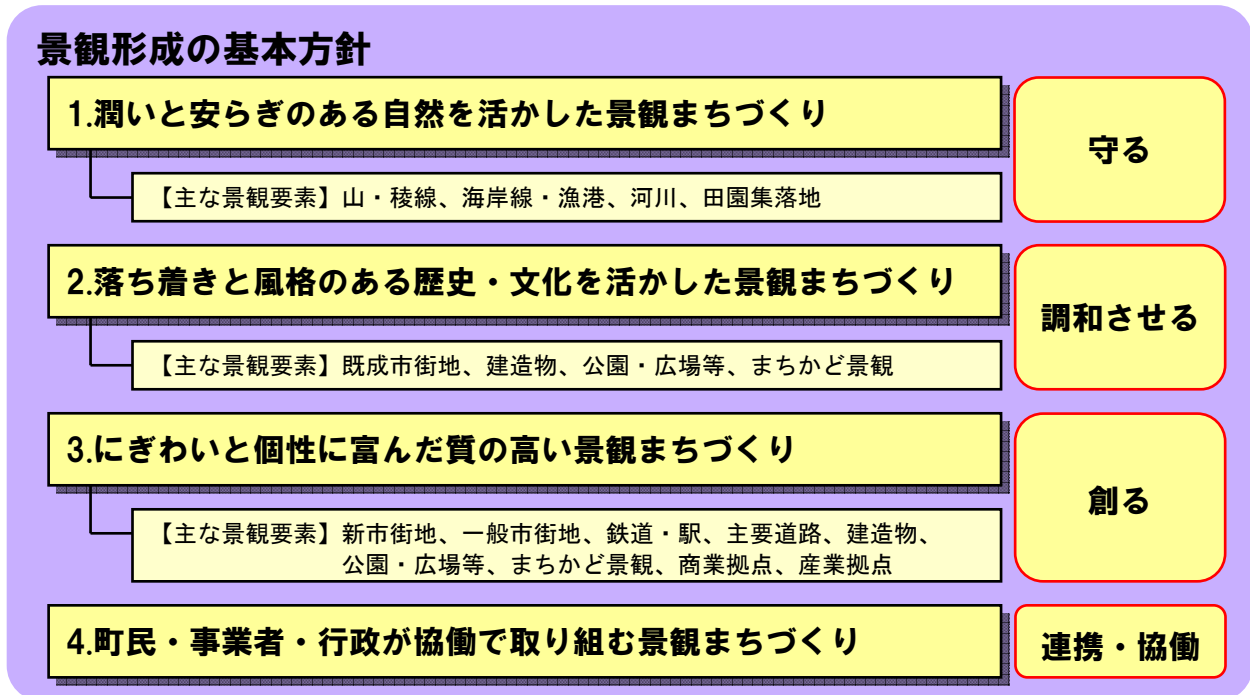 景観形成の基本方針
1.潤いと安らぎのある自然を活かした景観まちづくり
守る
【主な景観要素】山・稜線、海岸線・漁港、河川、田園集落地
2.落ち着きと風格のある歴史・文化を活かした景観まちづくり
調和させる
【主な景観要素】既成市街地、建造物、公園・広場等、まちかど景観
3.にぎわいと個性に富んだ質の高い景観まちづくり
創る
【主な景観要素】新市街地、一般市街地、鉄道・駅、主要道路、建造物、
公園・広場等、まちかど景観、商業拠点、産業拠点
4.町民・事業者・行政が協働で取り組む景観まちづくり
連携・協働